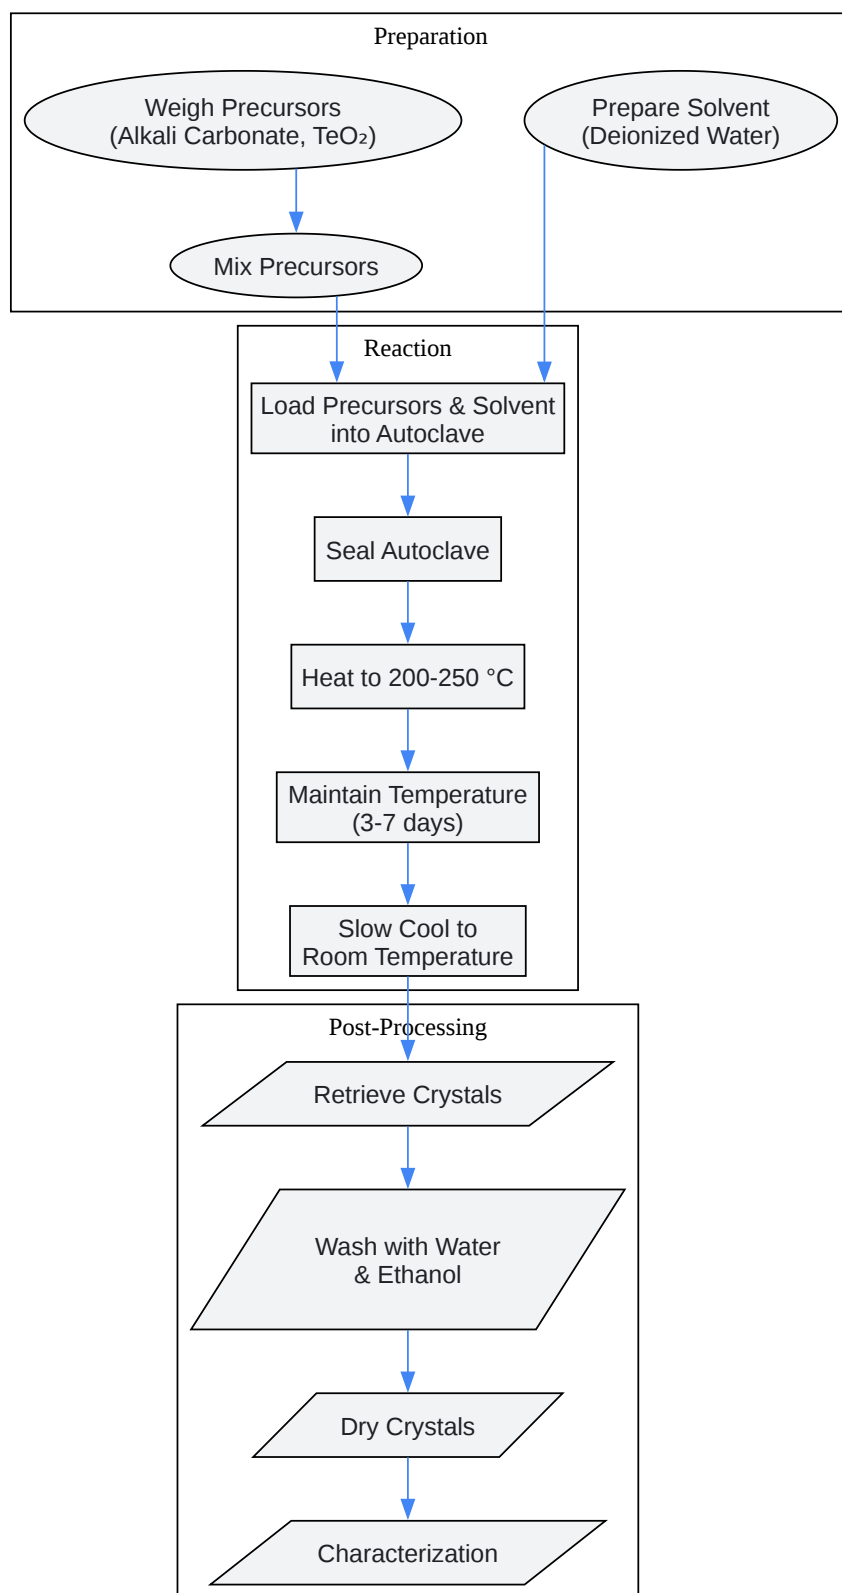 Preparation
Weigh Precursors
(Alkali Carbonate, TeO₂)
Prepare Solvent
(Deionized Water)
Mix Precursors
Reaction
Load Precursors & Solvent
into Autoclave
Seal Autoclave
Heat to 200-250 °C
Maintain Temperature
(3-7 days)
Slow Cool to
Room Temperature
Post-Processing
Retrieve Crystals
Wash with Water
& Ethanol
Dry Crystals
Characterization